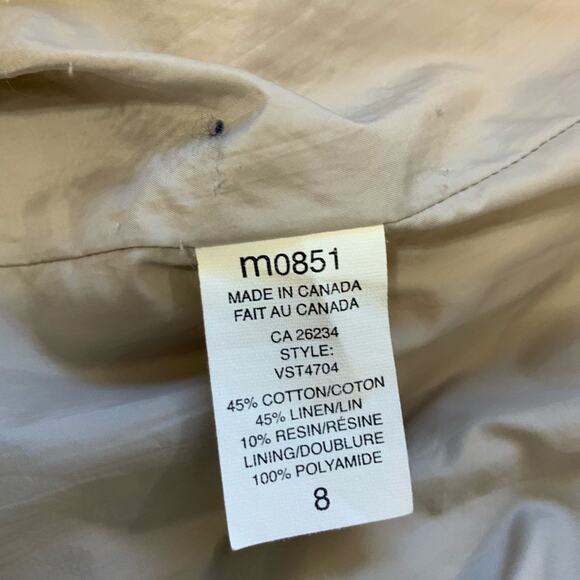 m0851
MADE IN CANADA
FAIT AU CANADA
CA 26234
STYLE:
VST4704
45% COTTON/COTON
45% LINEN/LIN
10% RESIN/RÉSINE
LINING/DOUBLURE
100% POLYAMIDE
8